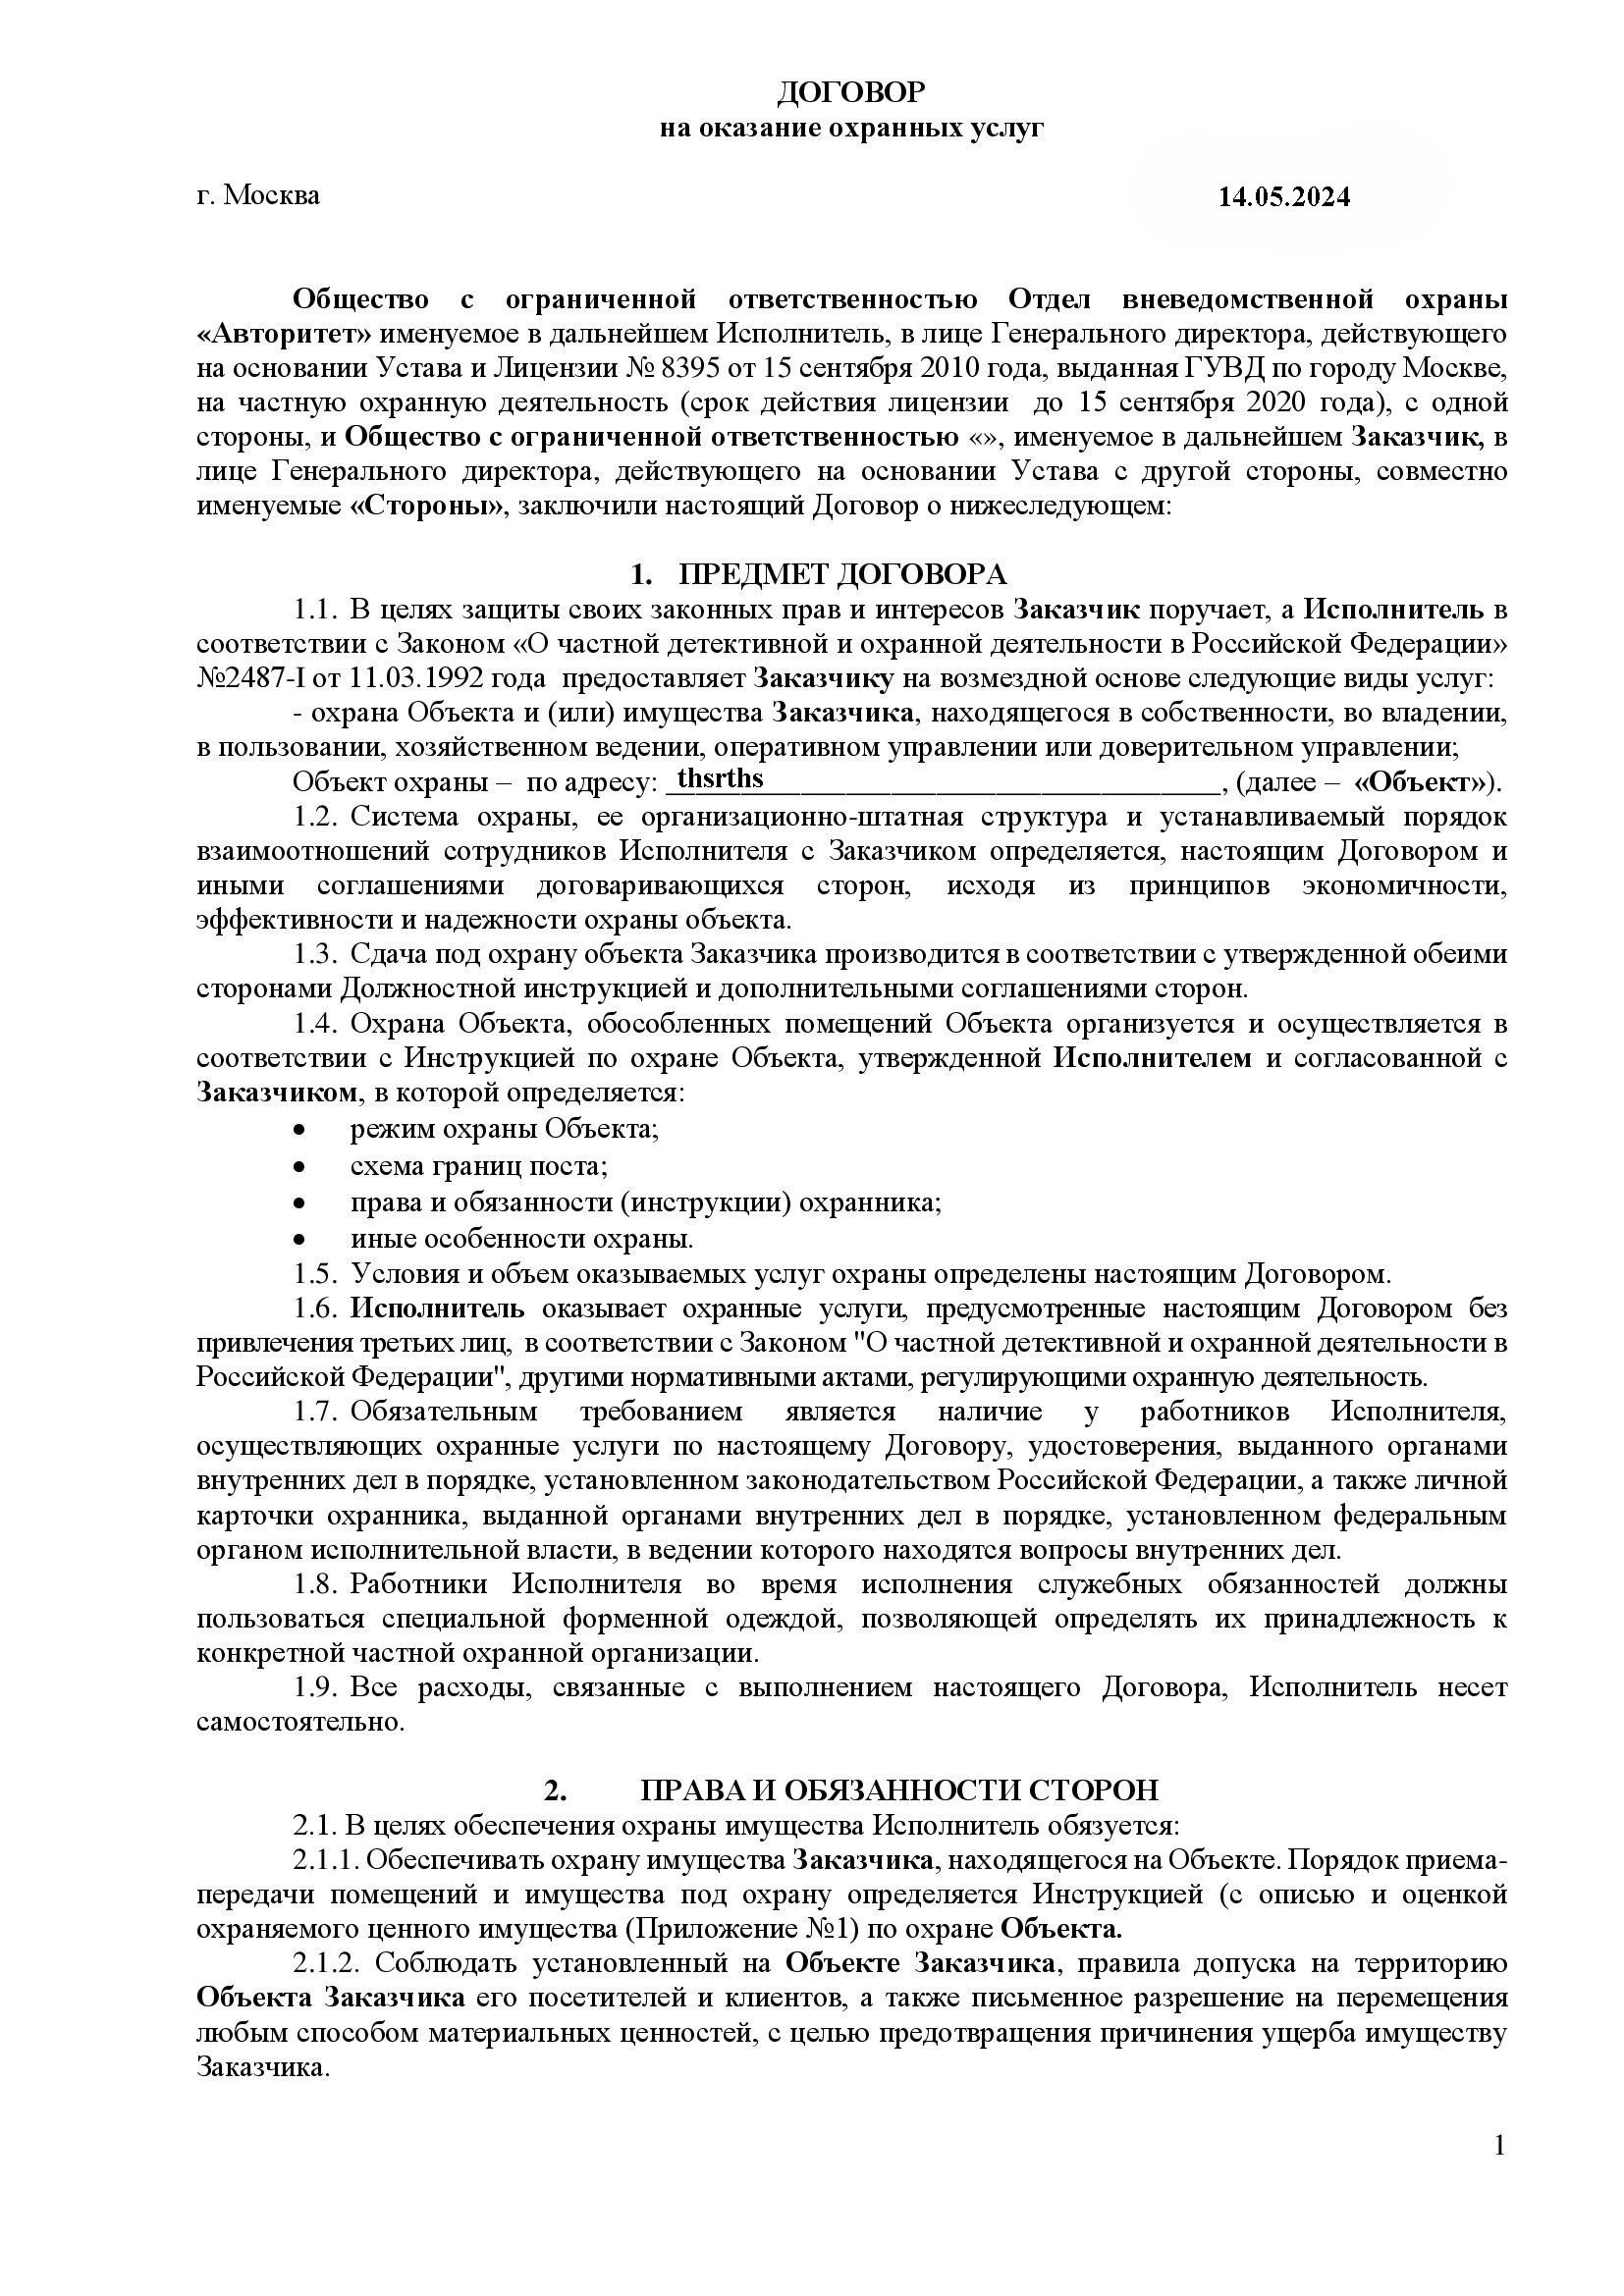 ДОГОВОР
на оказание охранных услуг
г. Москва 14.05.2024
Общество с ограниченной ответственностью Отдел вневедомственной охраны
«Авторитет» именуемое в дальнейшем Исполнитель, в лице Генерального директора, действующего
на основании Устава и Лицензии № 8395 от 15 сентября 2010 года, выданная ГУВД по городу Москве,
на частную охранную деятельность (срок действия лицензии до 15 сентября 2020 года), с одной
стороны, и Общество с ограниченной ответственностью «», именуемое в дальнейшем Заказчик, в
лице Генерального директора, действующего на основании Устава с другой стороны, совместно
именуемые «Стороны», заключили настоящий Договор о нижеследующем:
1. ПРЕДМЕТ ДОГОВОРА
1.1. В целях защиты своих законных прав и интересов Заказчик поручает, а Исполнитель в
соответствии с Законом «О частной детективной и охранной деятельности в Российской Федерации»
№2487-I от 11.03.1992 года предоставляет Заказчику на возмездной основе следующие виды услуг:
- охрана Объекта и (или) имущества Заказчика, находящегося в собственности, во владении,
в пользовании, хозяйственном ведении, оперативном управлении или доверительном управлении;
Объект охраны – по адресу: thsrths, (далее – «Объект»).
1.2. Система охраны, ее организационно-штатная структура и устанавливаемый порядок
взаимоотношений сотрудников Исполнителя с Заказчиком определяется, настоящим Договором и
иными соглашениями договаривающихся сторон, исходя из принципов экономичности,
эффективности и надежности охраны объекта.
1.3. Сдача под охрану объекта Заказчика производится в соответствии с утвержденной обеими
сторонами Должностной инструкцией и дополнительными соглашениями сторон.
1.4. Охрана Объекта, обособленных помещений Объекта организуется и осуществляется в
соответствии с Инструкцией по охране Объекта, утвержденной Исполнителем и согласованной с
Заказчиком, в которой определяется:
• режим охраны Объекта;
• схема границ поста;
• права и обязанности (инструкции) охранника;
• иные особенности охраны.
1.5. Условия и объем оказываемых услуг охраны определены настоящим Договором.
1.6. Исполнитель оказывает охранные услуги, предусмотренные настоящим Договором без
привлечения третьих лиц, в соответствии с Законом "О частной детективной и охранной деятельности в
Российской Федерации", другими нормативными актами, регулирующими охранную деятельность.
1.7. Обязательным требованием является наличие у работников Исполнителя,
осуществляющих охранные услуги по настоящему Договору, удостоверения, выданного органами
внутренних дел в порядке, установленном законодательством Российской Федерации, а также личной
карточки охранника, выданной органами внутренних дел в порядке, установленном федеральным
органом исполнительной власти, в ведении которого находятся вопросы внутренних дел.
1.8. Работники Исполнителя во время исполнения служебных обязанностей должны
пользоваться специальной форменной одеждой, позволяющей определять их принадлежность к
конкретной частной охранной организации.
1.9. Все расходы, связанные с выполнением настоящего Договора, Исполнитель несет
самостоятельно.
2. ПРАВА И ОБЯЗАННОСТИ СТОРОН
2.1. В целях обеспечения охраны имущества Исполнитель обязуется:
2.1.1. Обеспечивать охрану имущества Заказчика, находящегося на Объекте. Порядок приема-
передачи помещений и имущества под охрану определяется Инструкцией (с описью и оценкой
охраняемого ценного имущества (Приложение №1) по охране Объекта.
2.1.2. Соблюдать установленный на Объекте Заказчика, правила допуска на территорию
Объекта Заказчика его посетителей и клиентов, а также письменное разрешение на перемещения
любым способом материальных ценностей, с целью предотвращения причинения ущерба имуществу
Заказчика.
1